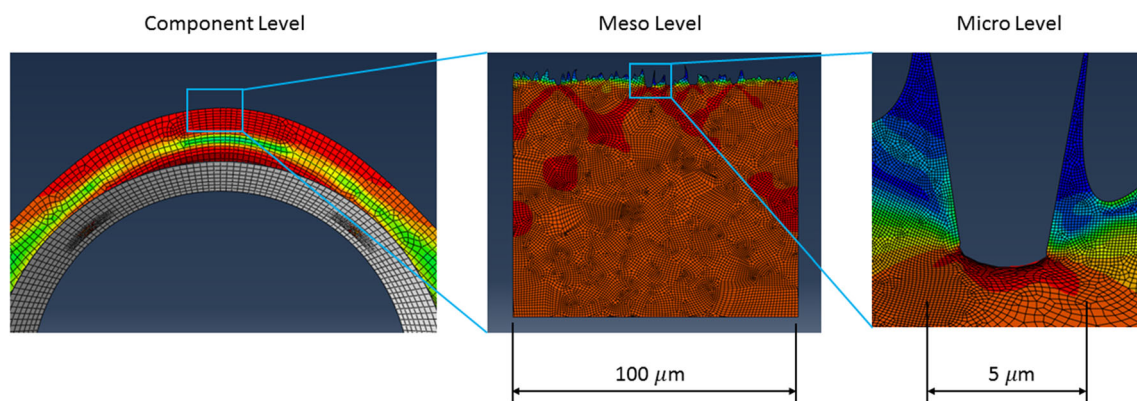 Component Level
Meso Level
Micro Level
100 μm
5 μm